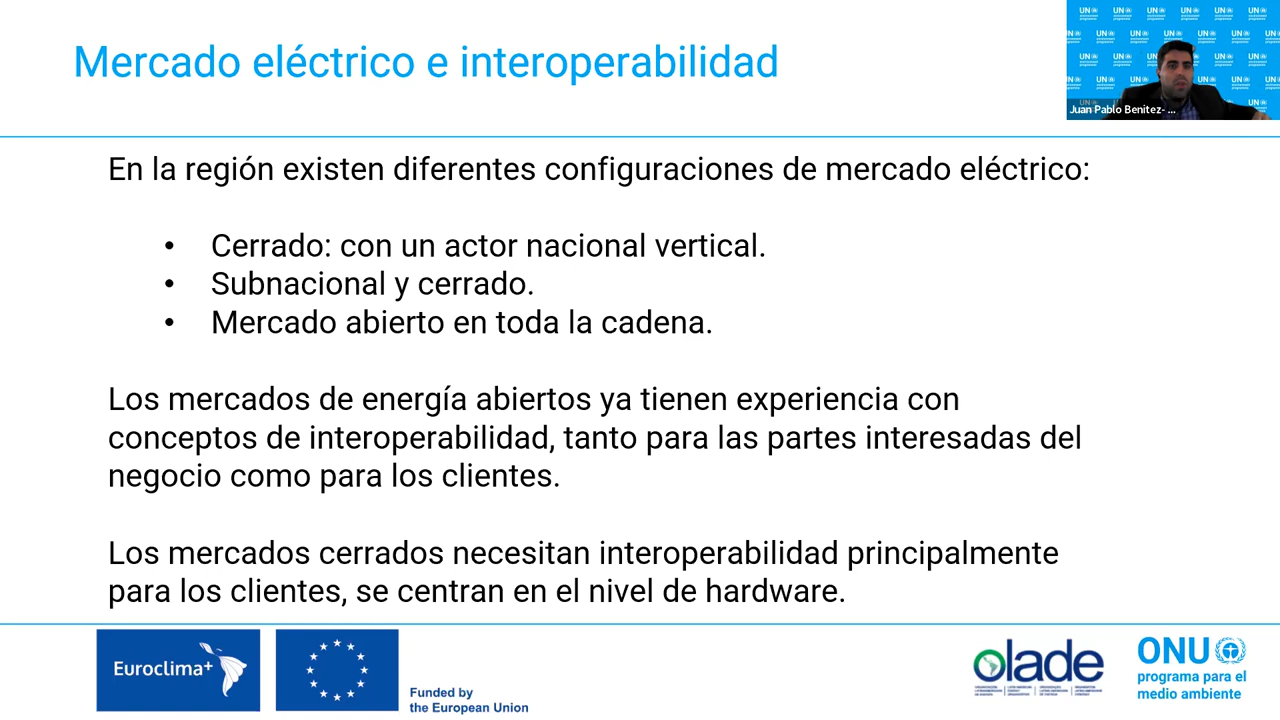 Mercado eléctrico e interoperabilidad
Juan Pablo Benitez- ...
En la región existen diferentes configuraciones de mercado eléctrico:
• Cerrado: con un actor nacional vertical.
• Subnacional y cerrado.
• Mercado abierto en toda la cadena.
Los mercados de energía abiertos ya tienen experiencia con
conceptos de interoperabilidad, tanto para las partes interesadas del
negocio como para los clientes.
Los mercados cerrados necesitan interoperabilidad principalmente
para los clientes, se centran en el nivel de hardware.
Euroclima+
Funded by
the European Union
olade
ONU
programa para el
medio ambiente